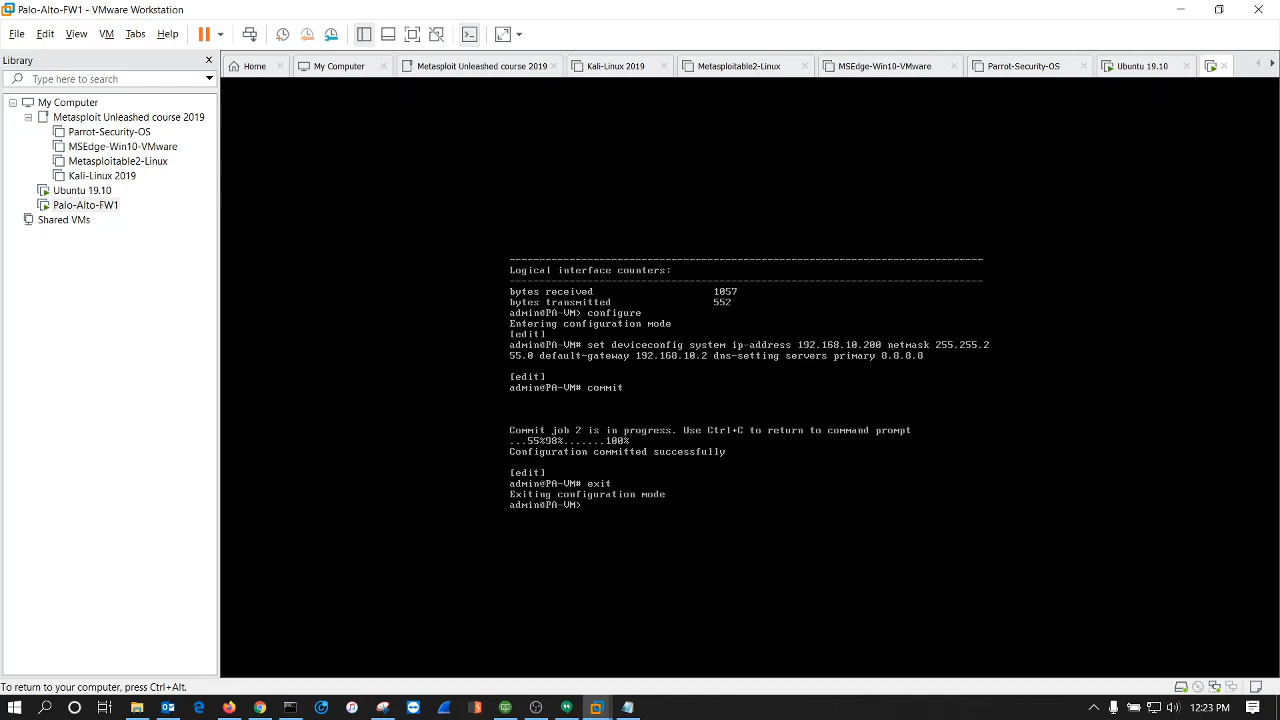 Palo-Alto-FW1 - VMware Workstation
File Edit View VM Tabs Help
Library
Type here to search
My Computer
Metasploit Unleashed course 2019
Parrot-Security-OS
MSEdge-Win10-VMware
Metasploitable2-Linux
Kali-Linux 2019
Ubuntu 19.10
Palo-Alto-FW1
Shared VMs
Home My Computer Metasploit Unleashed course 2019 Kali-Linux 2019 Metasploitable2-Linux MSEdge-Win10-VMware Parrot-Security-OS Ubuntu 19.10
Logical interface counters:
bytes received 1057
bytes transmitted 552
admin@PA-VM> configure
Entering configuration mode
[edit]
admin@PA-VM# set deviceconfig system ip-address 192.168.10.200 netmask 255.255.2
55.0 default-gateway 192.168.10.2 dns-setting servers primary 8.8.8.8
[edit]
admin@PA-VM# commit
Commit job 2 is in progress. Use Ctrl+C to return to command prompt
...55%98%.......100%
Configuration committed successfully
[edit]
admin@PA-VM# exit
Exiting configuration mode
admin@PA-VM>
To return to your computer, press Ctrl+Alt.
12:23 PM